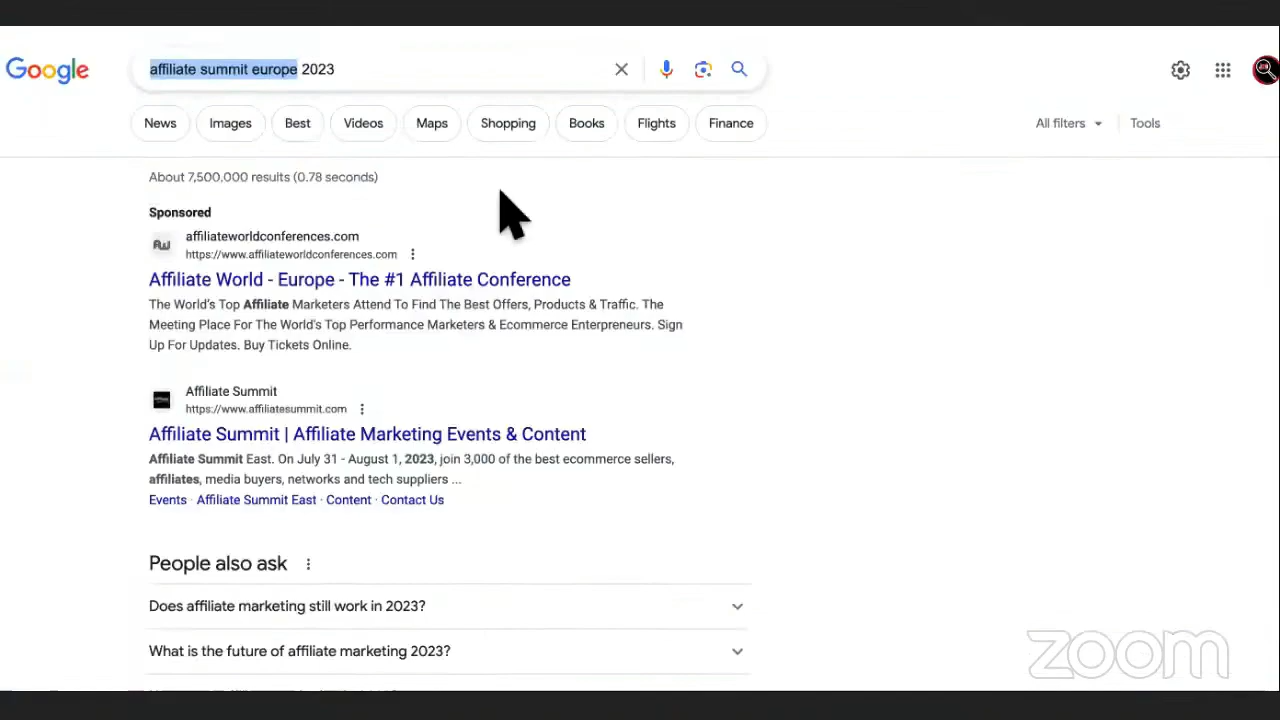 Google
affiliate summit europe 2023
News
Images
Best
Videos
Maps
Shopping
Books
Flights
Finance
All filters
Tools
About 7,500,000 results (0.78 seconds)
Sponsored
affiliateworldconferences.com
https://www.affiliateworldconferences.com
Affiliate World - Europe - The #1 Affiliate Conference
The World's Top Affiliate Marketers Attend To Find The Best Offers, Products & Traffic. The
Meeting Place For The World's Top Performance Marketers & Ecommerce Enterpreneurs. Sign
Up For Updates. Buy Tickets Online.
Affiliate Summit
https://www.affiliatesummit.com
Affiliate Summit | Affiliate Marketing Events & Content
Affiliate Summit East. On July 31 - August 1, 2023, join 3,000 of the best ecommerce sellers,
affiliates, media buyers, networks and tech suppliers ...
Events · Affiliate Summit East · Content · Contact Us
People also ask
Does affiliate marketing still work in 2023?
What is the future of affiliate marketing 2023?
zoom